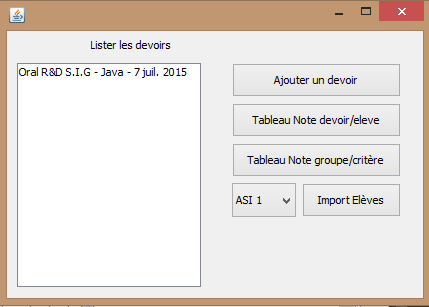 Lister les devoirs
Oral R&D S.I.G - Java - 7 juil. 2015
Ajouter un devoir
Tableau Note devoir/eleve
Tableau Note groupe/critère
ASI 1
Import Elèves